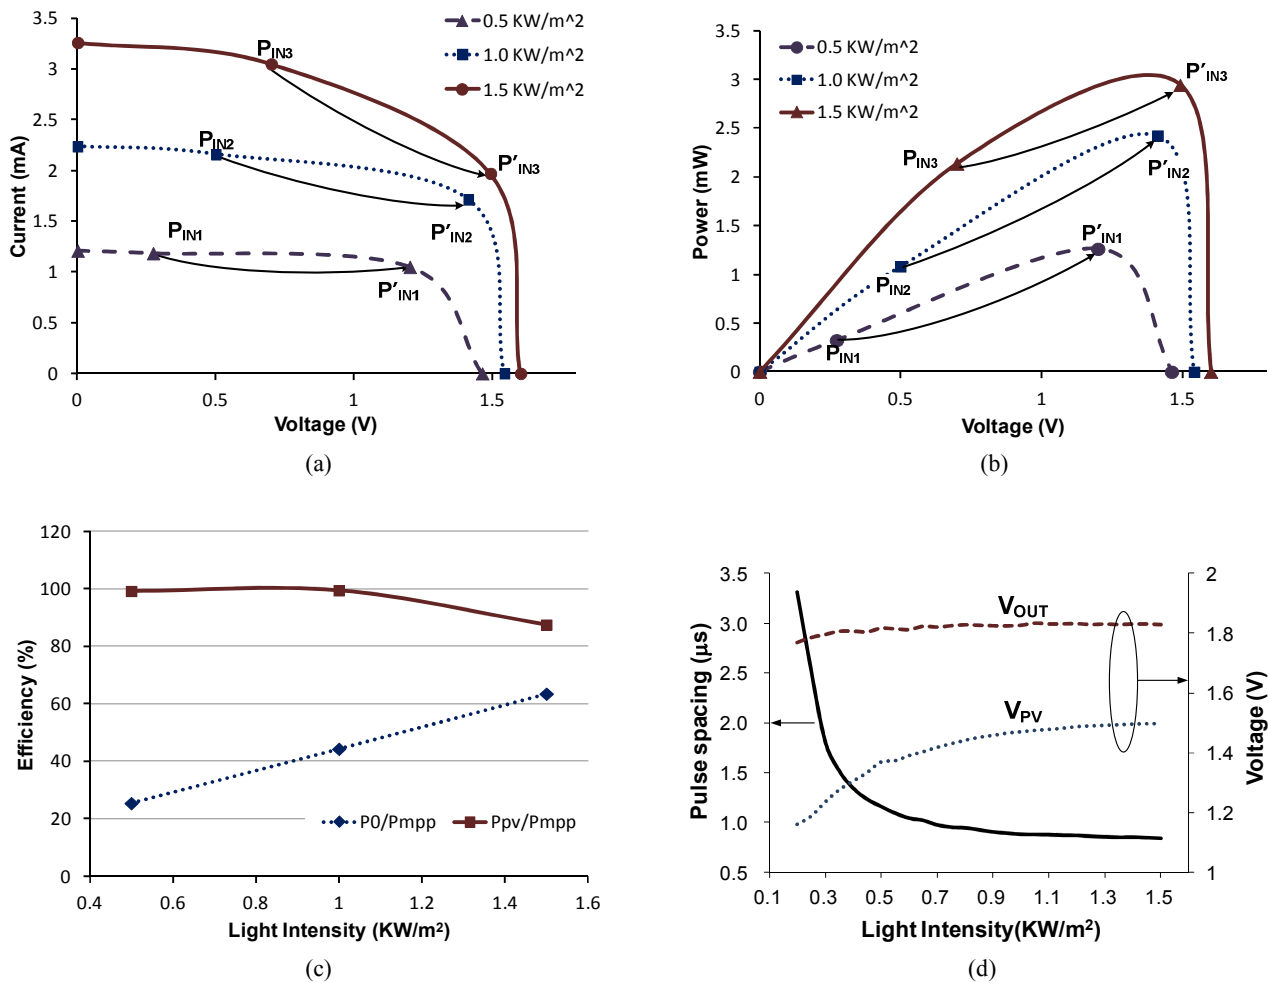 3.5
3
2.5
2
1.5
1
0.5
0
0
0.5
1
1.5
Current (mA)
Voltage (V)
0.5 KW/m^2
1.0 KW/m^2
1.5 KW/m^2
PIN3
PIN2
PIN1
P′IN3
P′IN2
P′IN1
(a)
3.5
3
2.5
2
1.5
1
0.5
0
0
0.5
1
1.5
Power (mW)
Voltage (V)
0.5 KW/m^2
1.0 KW/m^2
1.5 KW/m^2
P′IN3
PIN3
P′IN2
P′IN1
PIN2
PIN1
(b)
120
100
80
60
40
20
0
0.4
0.6
0.8
1
1.2
1.4
1.6
Efficiency (%)
Light Intensity (KW/m²)
P0/Pmpp
Ppv/Pmpp
(c)
3.5
3.0
2.5
2.0
1.5
1.0
0.5
0.1
0.3
0.5
0.7
0.9
1.1
1.3
1.5
2
1.8
1.6
1.4
1.2
1
Pulse spacing (µs)
Voltage (V)
VOUT
VPV
Light Intensity(KW/m²)
(d)